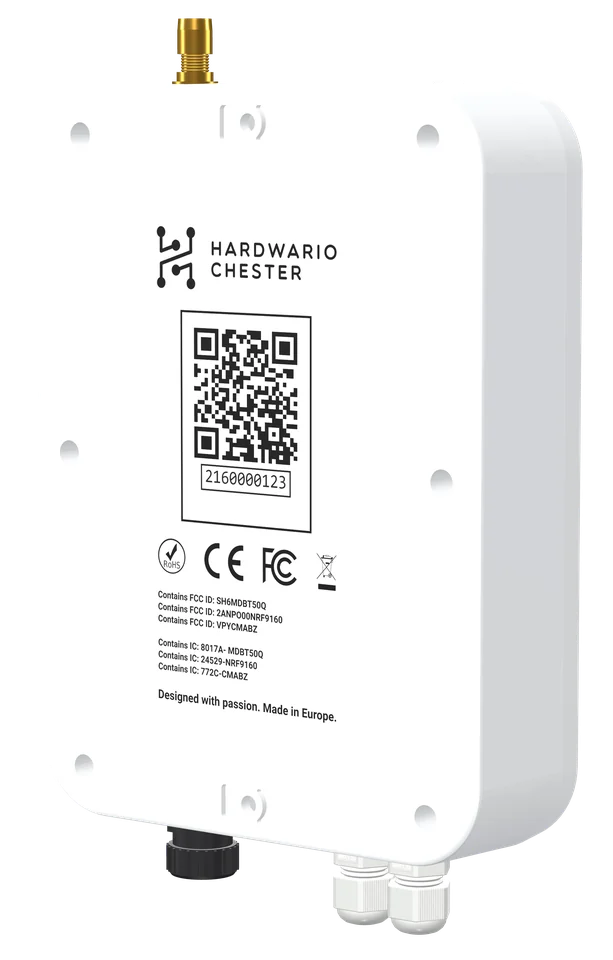 HARDWARIO
CHESTER
2160000123
RoHS
CE FC
Contains FCC ID: SH6MDBT50Q
Contains FCC ID: 2ANPO00NRF9160
Contains FCC ID: VPYCMABZ
Contains IC: 8017A- MDBT50Q
Contains IC: 24529-NRF9160
Contains IC: 772C-CMABZ
Designed with passion. Made in Europe.